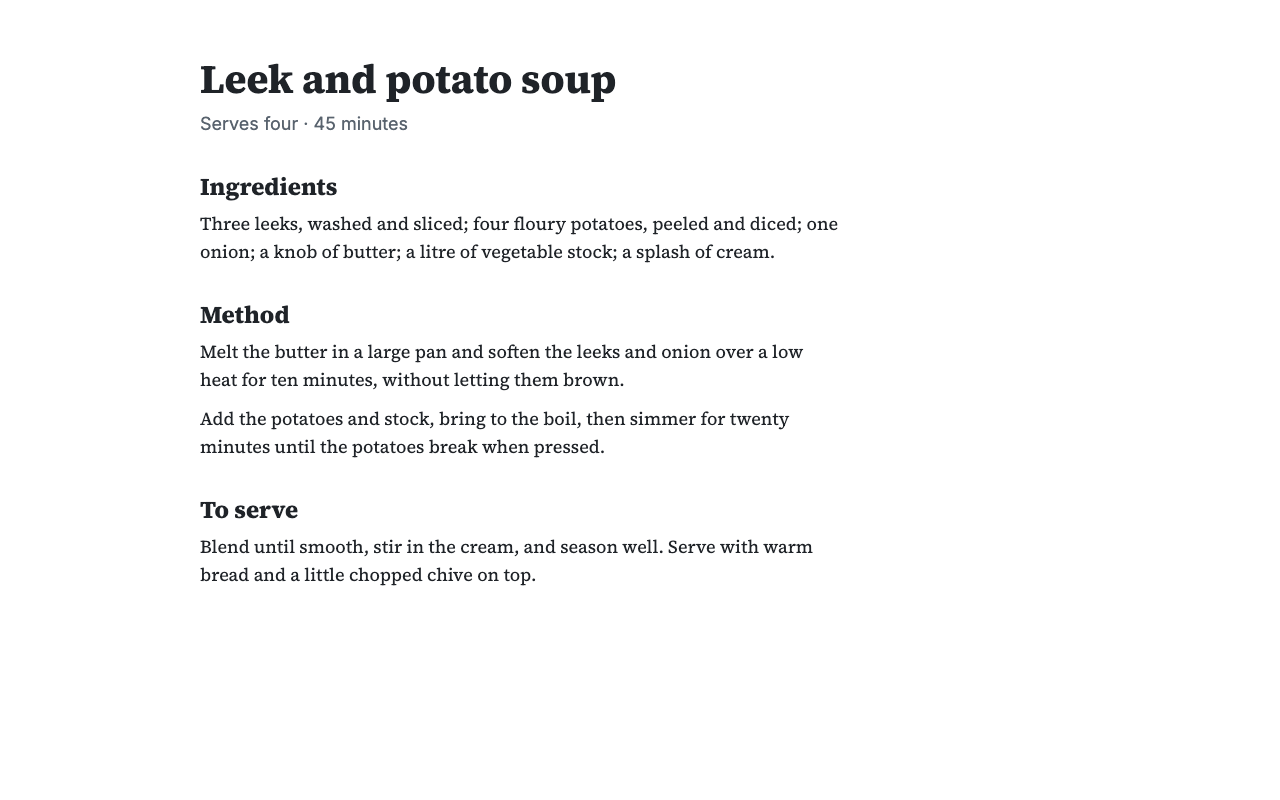 Leek and potato soup
Serves four · 45 minutes
Ingredients
Three leeks, washed and sliced; four floury potatoes, peeled and diced; one
onion; a knob of butter; a litre of vegetable stock; a splash of cream.
Method
Melt the butter in a large pan and soften the leeks and onion over a low
heat for ten minutes, without letting them brown.
Add the potatoes and stock, bring to the boil, then simmer for twenty
minutes until the potatoes break when pressed.
To serve
Blend until smooth, stir in the cream, and season well. Serve with warm
bread and a little chopped chive on top.